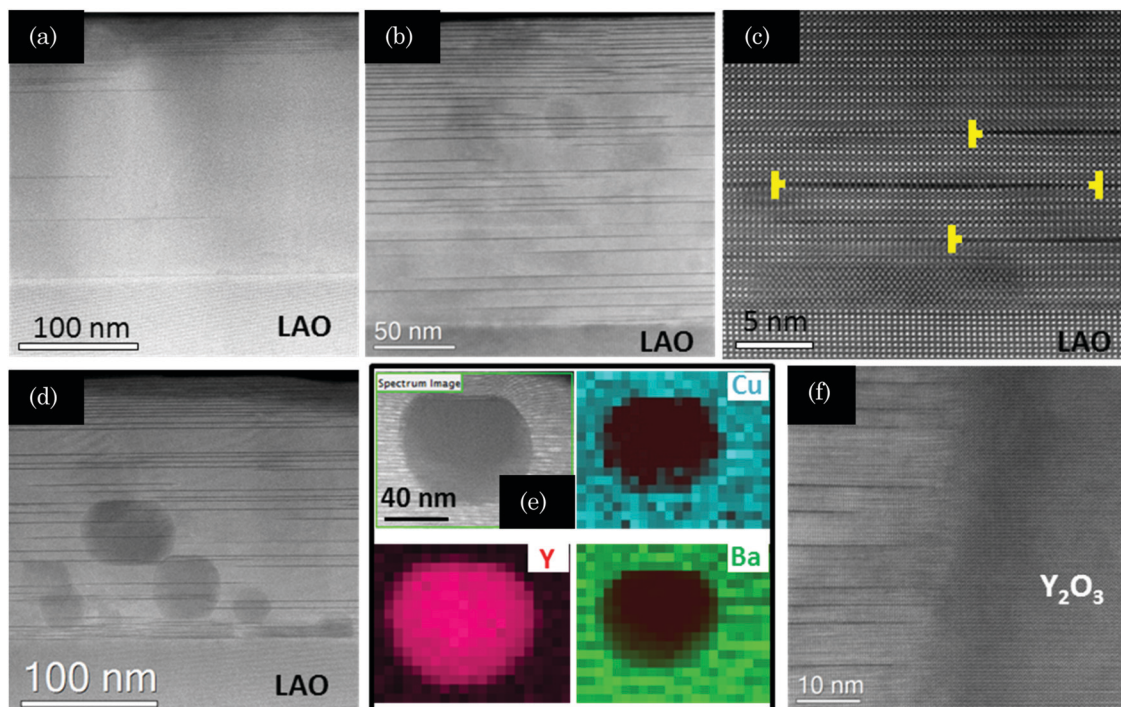 (a)
100 nm
LAO
(b)
50 nm
LAO
(c)
5 nm
LAO
(d)
100 nm
LAO
Spectrum Image
40 nm
(e)
Cu
Y
Ba
(f)
Y₂O₃
10 nm